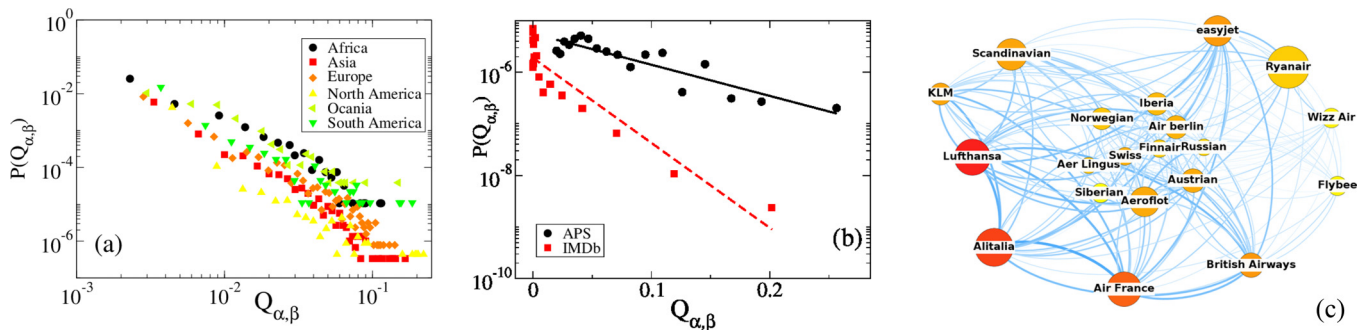 10^0
10^-2
10^-4
10^-6
P(Q_α,β)
Africa
Asia
Europe
North America
Ocania
South America
(a)
10^-3
10^-2
10^-1
Q_α,β
10^-6
10^-8
10^-10
P(Q_α,β)
APS
IMDb
(b)
0
0.1
0.2
Q_α,β
easyjet
Scandinavian
Ryanair
KLM
Iberia
Norwegian
Wizz Air
Air berlin
Finnair
Russian
Lufthansa
Swiss
Aer Lingus
Austrian
Flybee
Siberian
Aeroflot
Alitalia
British Airways
Air France
(c)